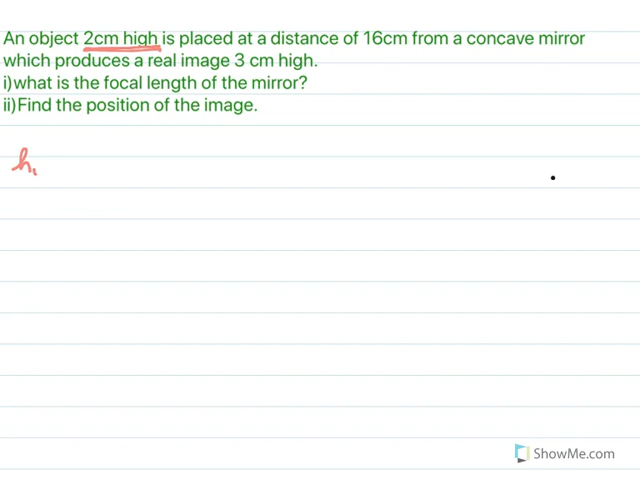 An object 2cm high is placed at a distance of 16cm from a concave mirror
which produces a real image 3 cm high.
i)what is the focal length of the mirror?
ii)Find the position of the image.
h₁
ShowMe.com